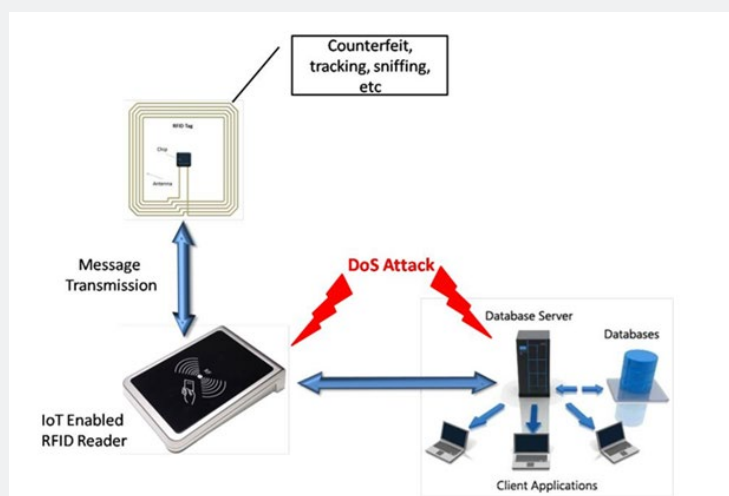 Counterfeit,
tracking, sniffing,
etc
RFID Tag
Chip
Antenna
Message
Transmission
DoS Attack
Database Server
Databases
IoT Enabled
RFID Reader
Client Applications